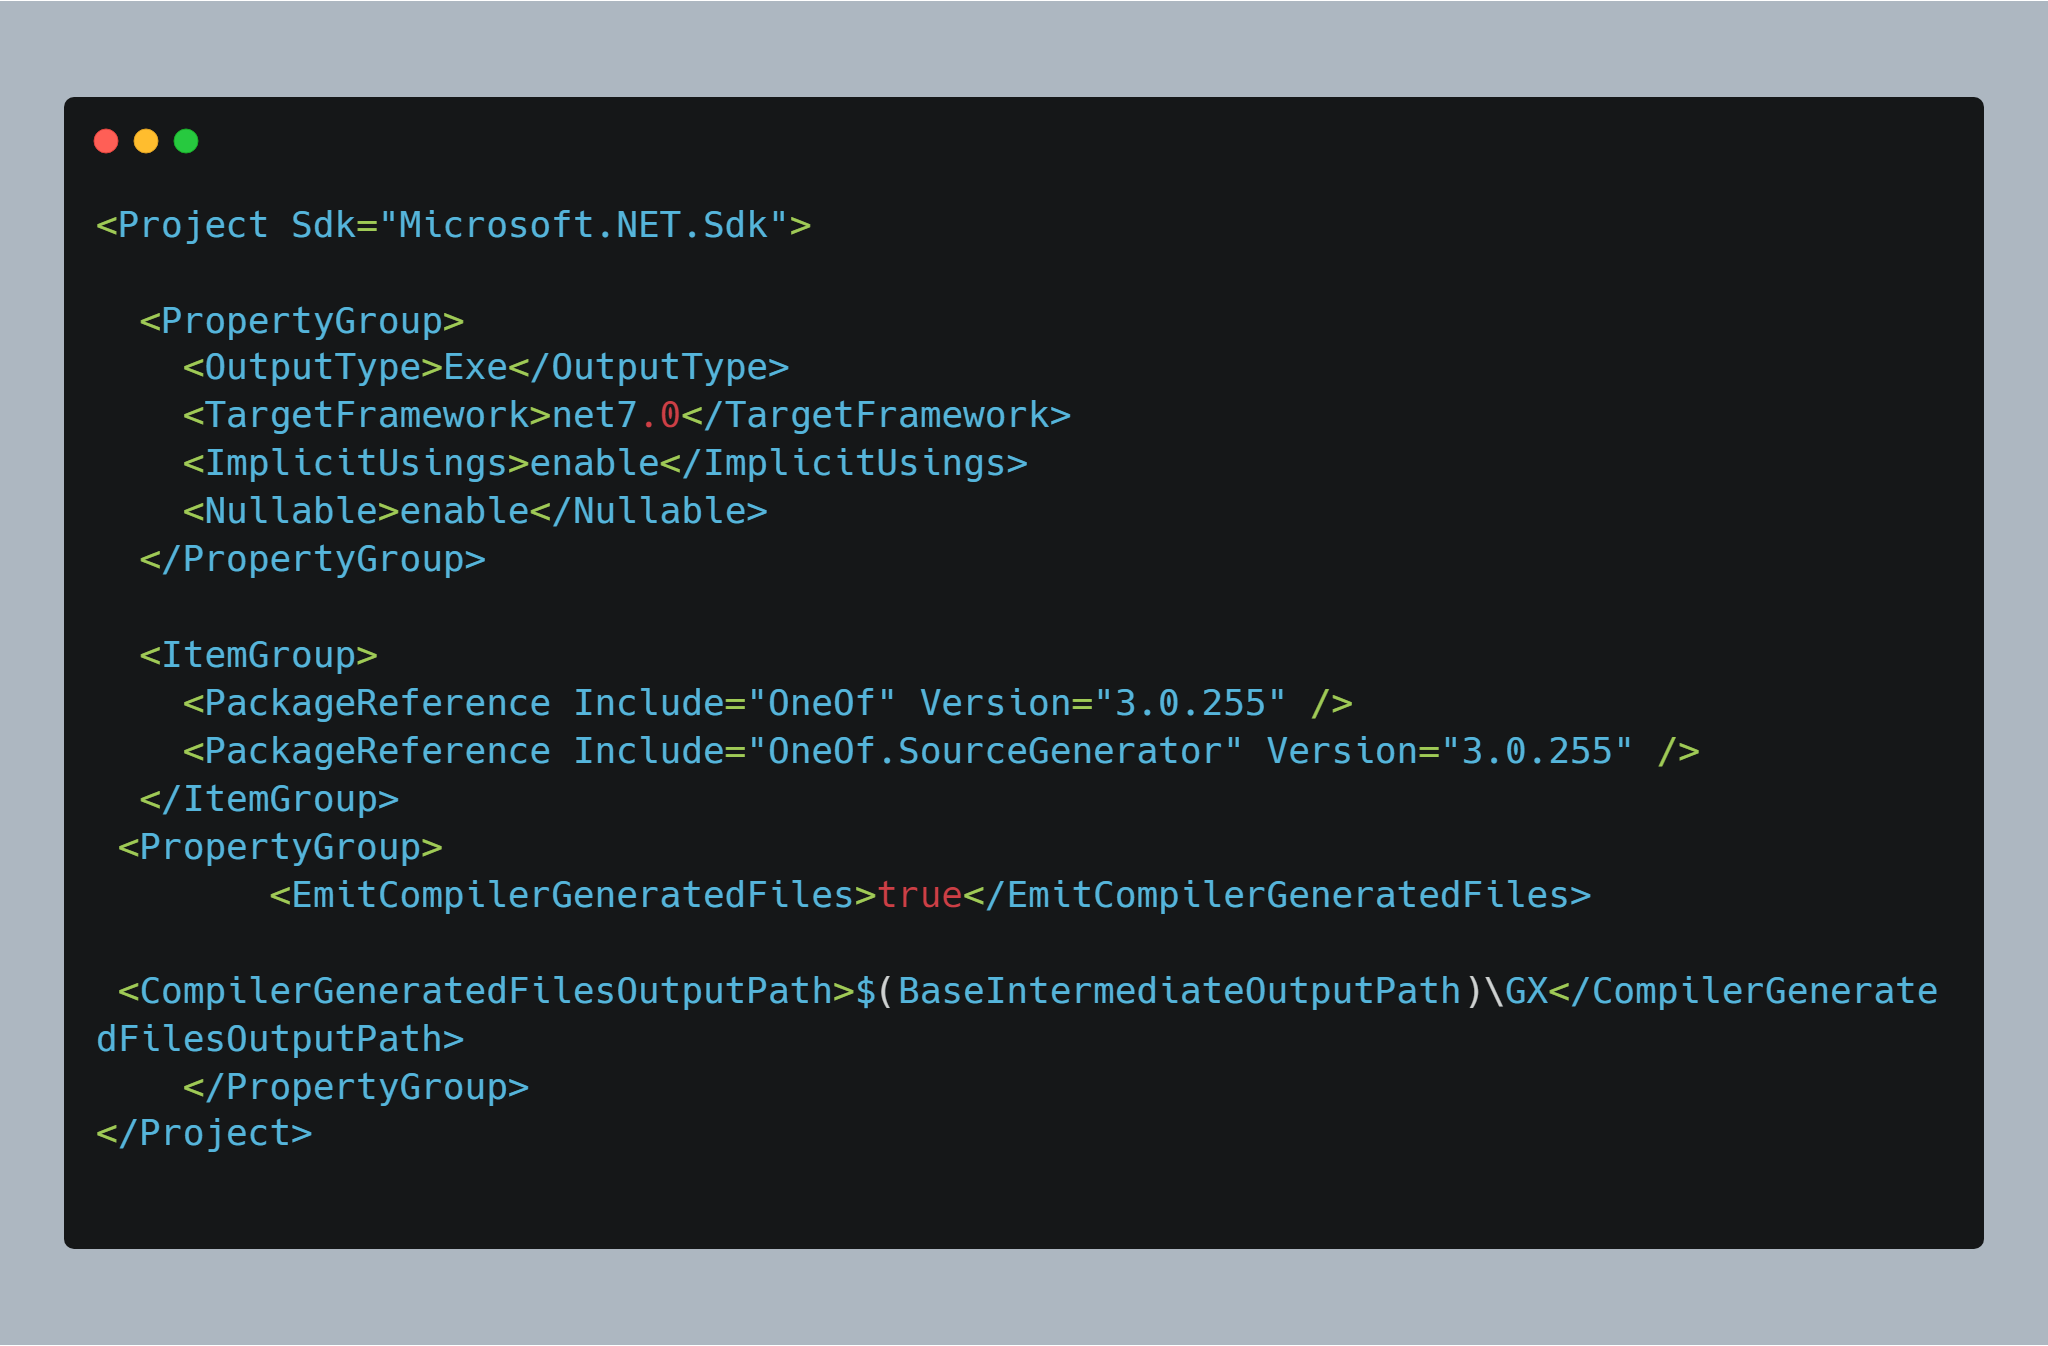 <Project Sdk="Microsoft.NET.Sdk">

  <PropertyGroup>
    <OutputType>Exe</OutputType>
    <TargetFramework>net7.0</TargetFramework>
    <ImplicitUsings>enable</ImplicitUsings>
    <Nullable>enable</Nullable>
  </PropertyGroup>

  <ItemGroup>
    <PackageReference Include="OneOf" Version="3.0.255" />
    <PackageReference Include="OneOf.SourceGenerator" Version="3.0.255" />
  </ItemGroup>
 <PropertyGroup>
        <EmitCompilerGeneratedFiles>true</EmitCompilerGeneratedFiles>

 <CompilerGeneratedFilesOutputPath>$(BaseIntermediateOutputPath)\GX</CompilerGenerate
dFilesOutputPath>
    </PropertyGroup>
</Project>